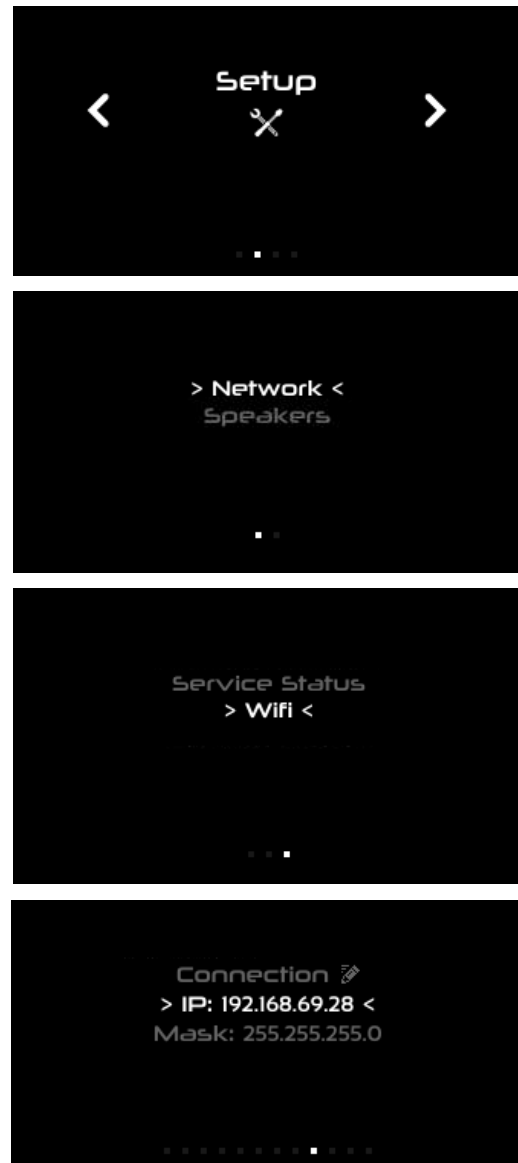 Setup
> Network <
Speakers
Service Status
> Wifi <
Connection
> IP: 192.168.69.28 <
Mask: 255.255.255.0